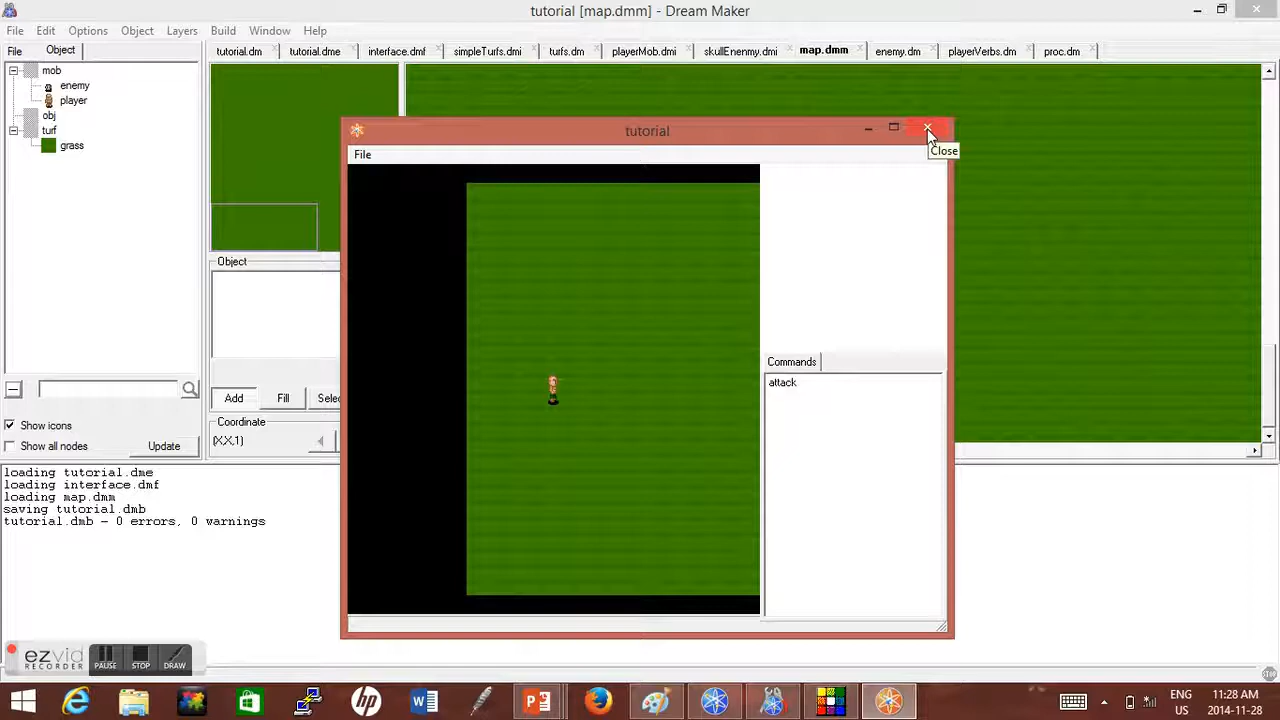 tutorial [map.dmm] - Dream Maker
File Edit Options Object Layers Build Window Help
File Object
tutorial.dm tutorial.dme interface.dmf simpleTurfs.dmi turfs.dm playerMob.dmi skullEnenmy.dmi map.dmm enemy.dm playerVerbs.dm proc.dm
mob
enemy
player
obj
turf
grass
tutorial
Close
File
Object
Commands
attack
Add Fill Selec
Coordinate
(X,X,1)
Show icons
Show all nodes Update
loading tutorial.dme
loading interface.dmf
loading map.dmm
saving tutorial.dmb
tutorial.dmb - 0 errors, 0 warnings
ezvid
RECORDER
PAUSE STOP DRAW
ENG
US
11:28 AM
2014-11-28